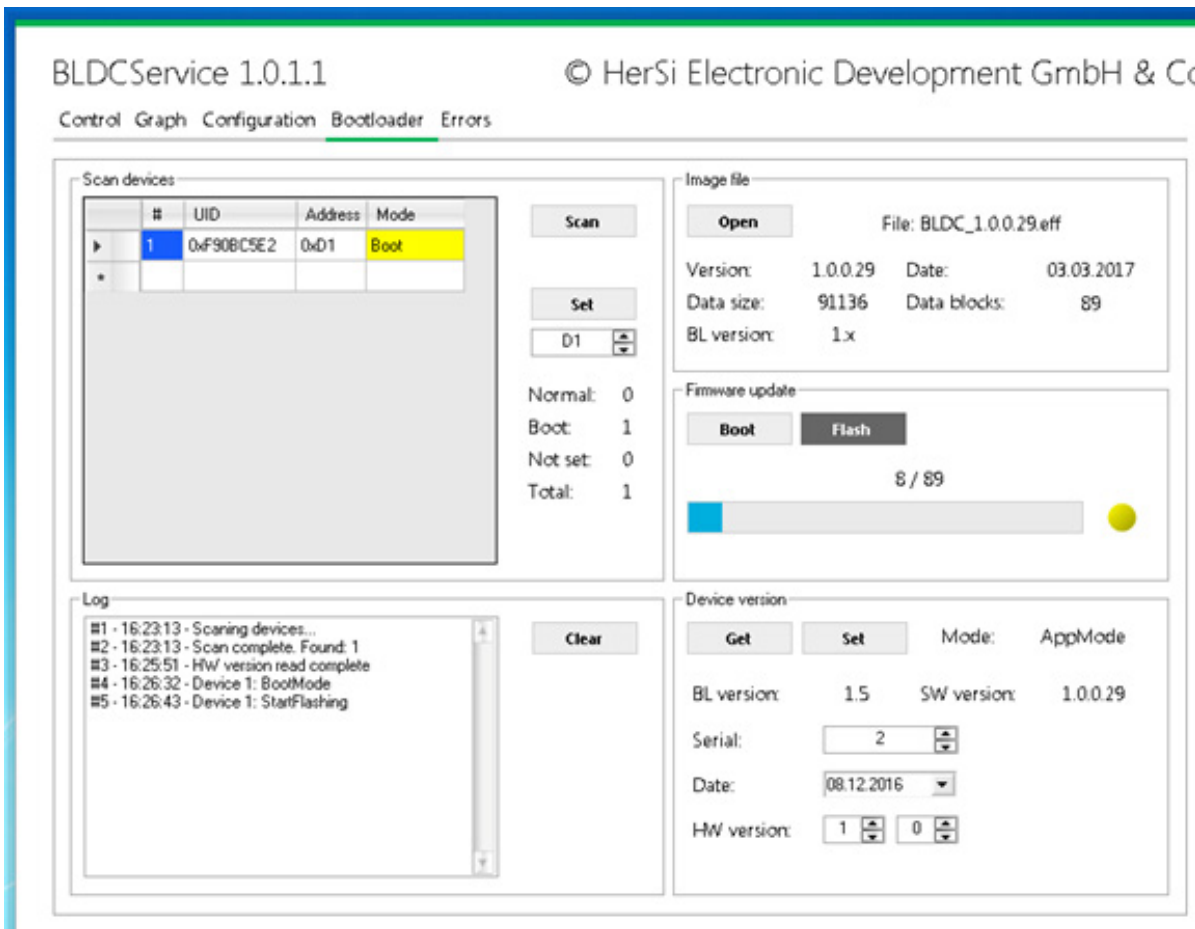 BLDCService 1.0.1.1
© HerSi Electronic Development GmbH & Co
Control Graph Configuration Bootloader Errors
Scan devices
# UID Address Mode
1 0xF90BC5E2 0xD1 Boot
Scan
Set
D1
Normal: 0
Boot: 1
Not set: 0
Total: 1
Image file
Open File: BLDC_1.0.0.29.eff
Version: 1.0.0.29 Date: 03.03.2017
Data size: 91136 Data blocks: 89
BL version: 1.x
Firmware update
Boot Flash
8 / 89
Log
#1 - 16:23:13 - Scaning devices...
#2 - 16:23:13 - Scan complete. Found: 1
#3 - 16:25:51 - HW version read complete
#4 - 16:26:32 - Device 1: BootMode
#5 - 16:26:43 - Device 1: StartFlashing
Clear
Device version
Get Set Mode: AppMode
BL version: 1.5 SW version: 1.0.0.29
Serial: 2
Date: 08.12.2016
HW version: 1 0